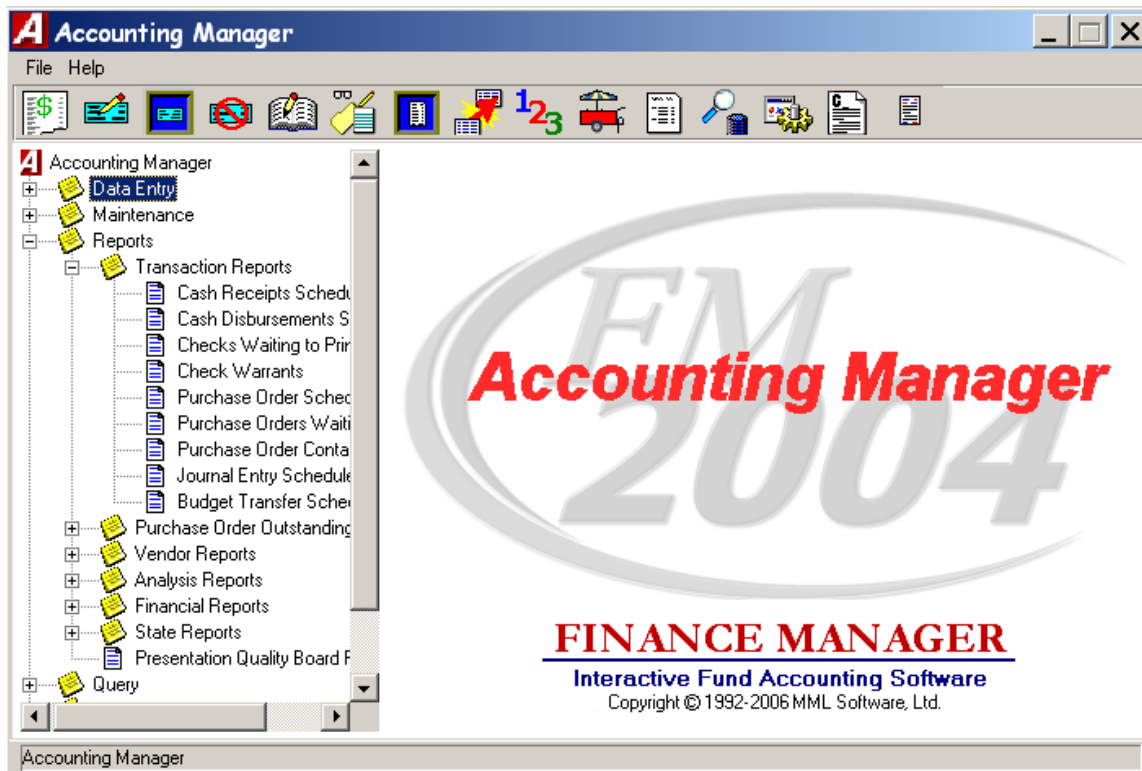 Accounting Manager
File Help
123
Accounting Manager
Data Entry
Maintenance
Reports
Transaction Reports
Cash Receipts Schedu
Cash Disbursements S
Checks Waiting to Prin
Check Warrants
Purchase Order Sched
Purchase Orders Waiti
Purchase Order Conta
Journal Entry Schedule
Budget Transfer Sche
Purchase Order Outstanding
Vendor Reports
Analysis Reports
Financial Reports
State Reports
Presentation Quality Board R
Query
FM
Accounting Manager
2004
FINANCE MANAGER
Interactive Fund Accounting Software
Copyright © 1992-2006 MML Software, Ltd.
Accounting Manager